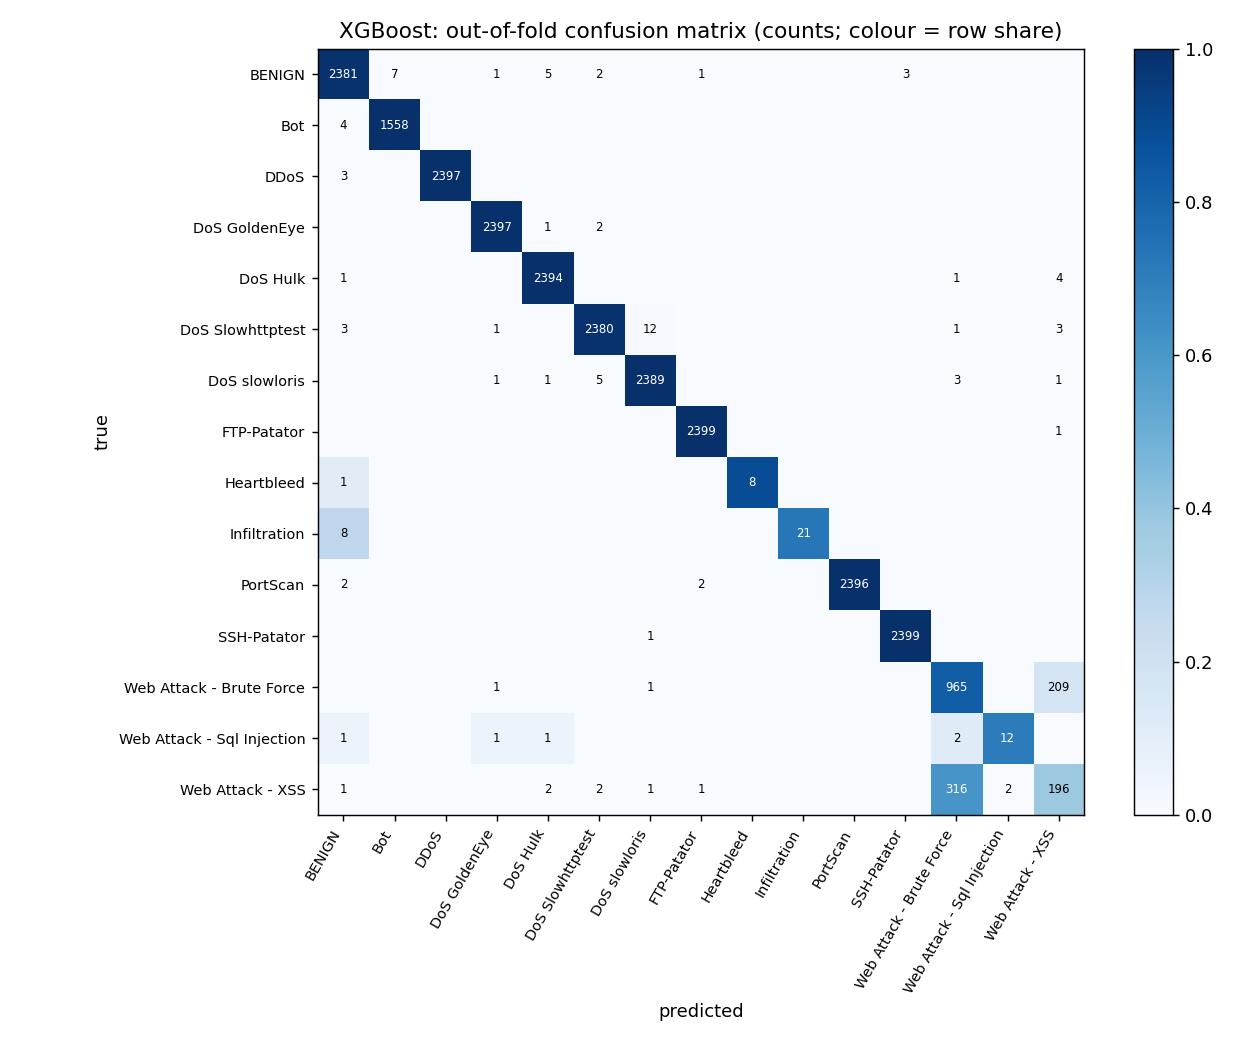 XGBoost: out-of-fold confusion matrix (counts; colour = row share)
BENIGN 2381 7 1 5 2 1 3
Bot 4 1558
DDoS 3 2397
DoS GoldenEye 2397 1 2
DoS Hulk 1 2394 1 4
DoS Slowhttptest 3 1 2380 12 1 3
DoS slowloris 1 1 5 2389 3 1
FTP-Patator 2399 1
Heartbleed 1 8
Infiltration 8 21
PortScan 2 2 2396
SSH-Patator 1 2399
Web Attack - Brute Force 1 1 965 209
Web Attack - Sql Injection 1 1 1 2 12
Web Attack - XSS 1 2 2 1 1 316 2 196
true
BENIGN
Bot
DDoS
DoS GoldenEye
DoS Hulk
DoS Slowhttptest
DoS slowloris
FTP-Patator
Heartbleed
Infiltration
PortScan
SSH-Patator
Web Attack - Brute Force
Web Attack - Sql Injection
Web Attack - XSS
predicted
1.0
0.8
0.6
0.4
0.2
0.0